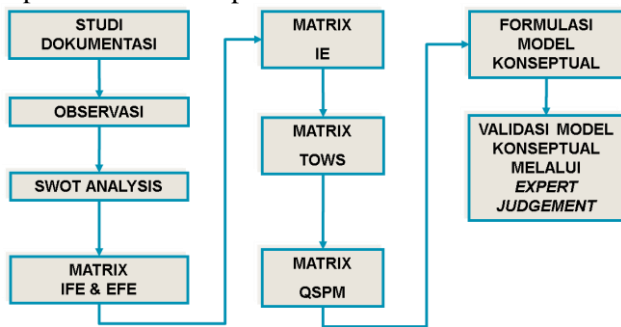 STUDI
DOKUMENTASI
OBSERVASI
SWOT ANALYSIS
MATRIX
IFE & EFE
MATRIX
IE
MATRIX
TOWS
MATRIX
QSPM
FORMULASI
MODEL
KONSEPTUAL
VALIDASI MODEL
KONSEPTUAL
MELALUI
EXPERT
JUDGEMENT